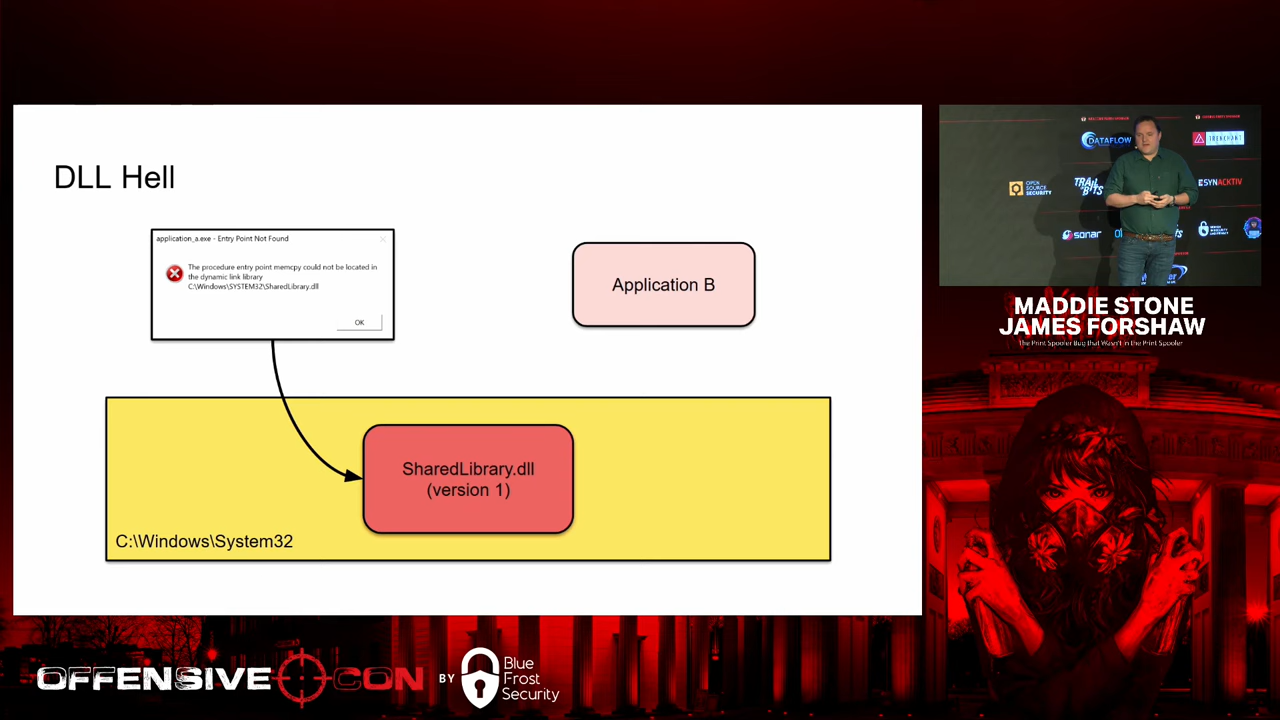 DLL Hell
application_a.exe - Entry Point Not Found
The procedure entry point memcpy could not be located in
the dynamic link library
C:\Windows\SYSTEM32\SharedLibrary.dll
OK
Application B
SharedLibrary.dll
(version 1)
C:\Windows\System32
DATAFLOW
OPEN
SOURCE
SECURITY
TRAIL
BITS
SYNACKTIV
sonar
MADDIE STONE
JAMES FORSHAW
The Print Spooler Bug that Wasn't in the Print Spooler
OFFENSIVE CON
BY
Blue
Frost
Security